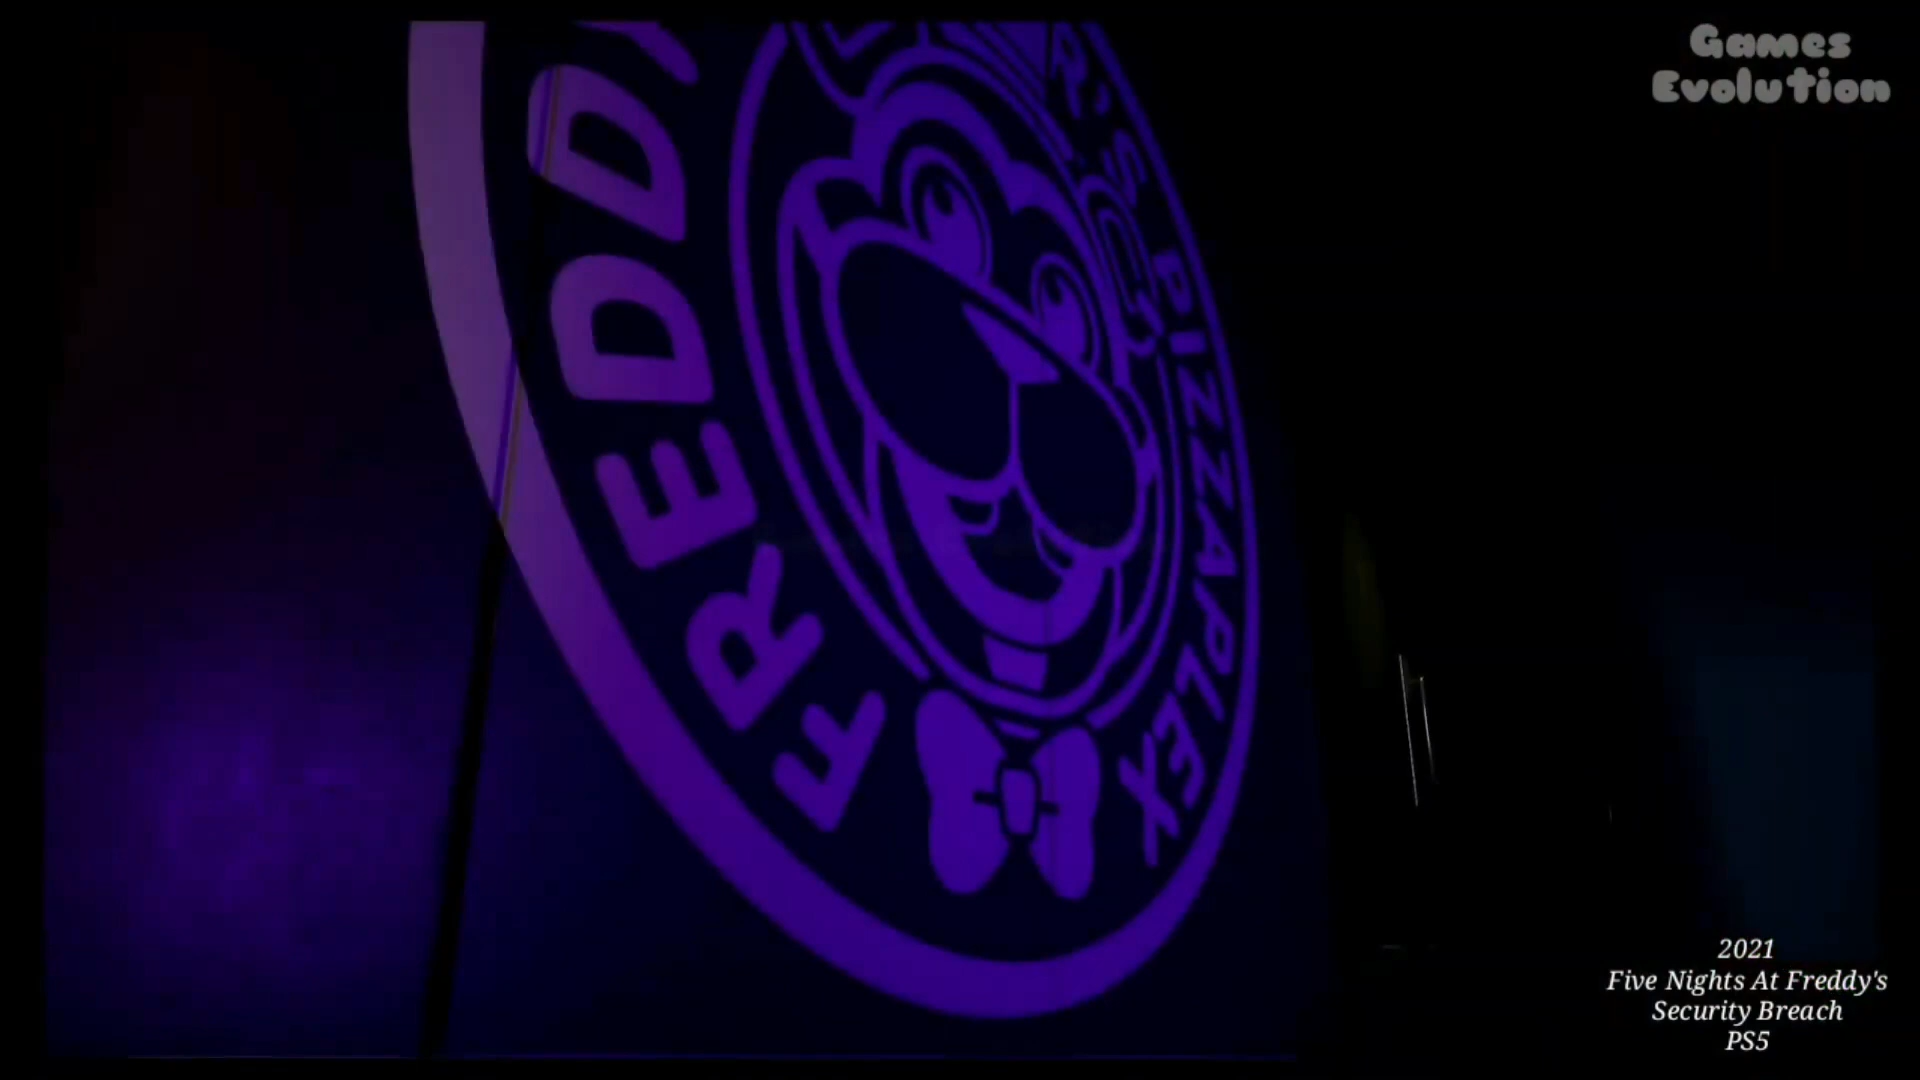 Games
Evolution
FREDDY
R'S PIZZAPLEX
2021
Five Nights At Freddy's
Security Breach
PS5